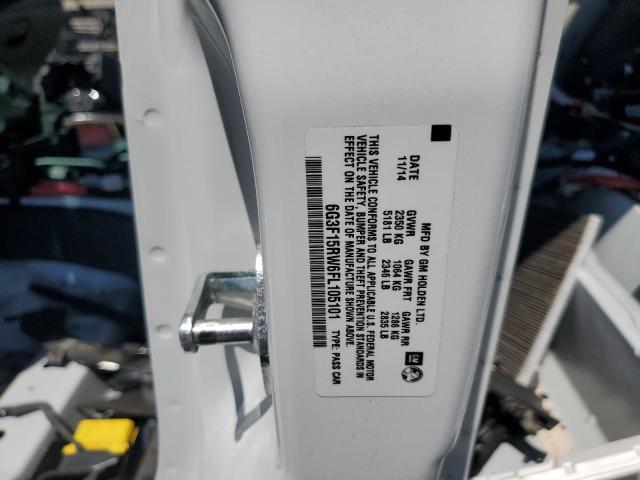 MFD BY GM HOLDEN LTD.
DATE GVWR GAWR FRT GAWR RR
11/14 2350 KG 1064 KG 1286 KG
5181 LB 2346 LB 2835 LB
THIS VEHICLE CONFORMS TO ALL APPLICABLE U.S. FEDERAL MOTOR
VEHICLE SAFETY, BUMPER AND THEFT PREVENTION STANDARDS IN
EFFECT ON THE DATE OF MANUFACTURE SHOWN ABOVE.
6G3F15RW6FL105101 TYPE: PASS CAR
GM